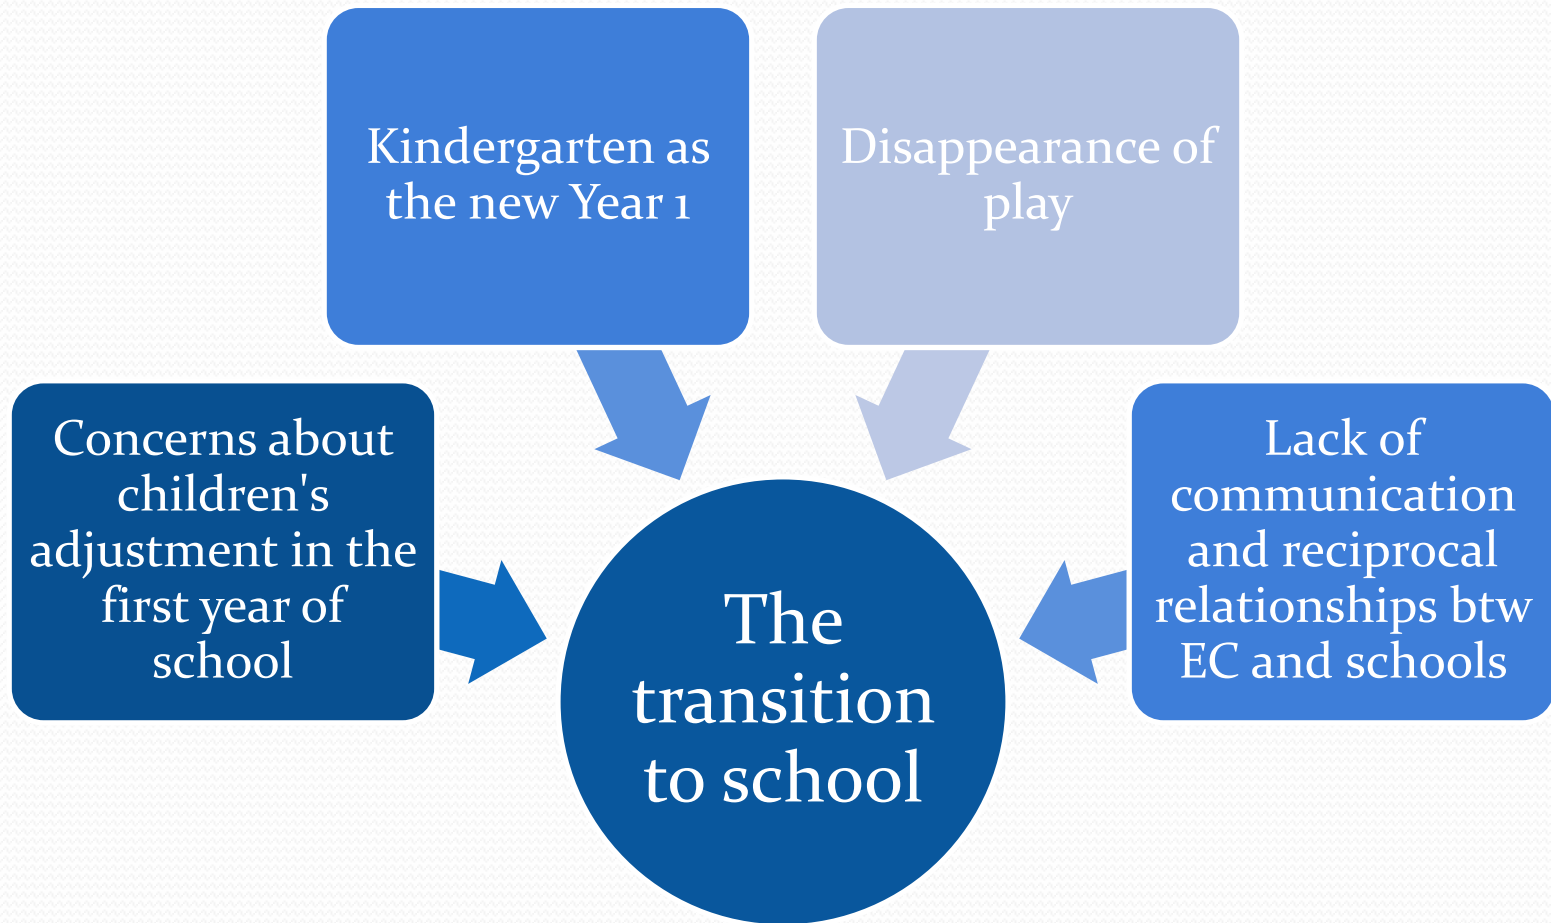 Kindergarten as
the new Year 1
Disappearance of
play
Concerns about
children's
adjustment in the
first year of
school
Lack of
communication
and reciprocal
relationships btw
EC and schools
The
transition
to school